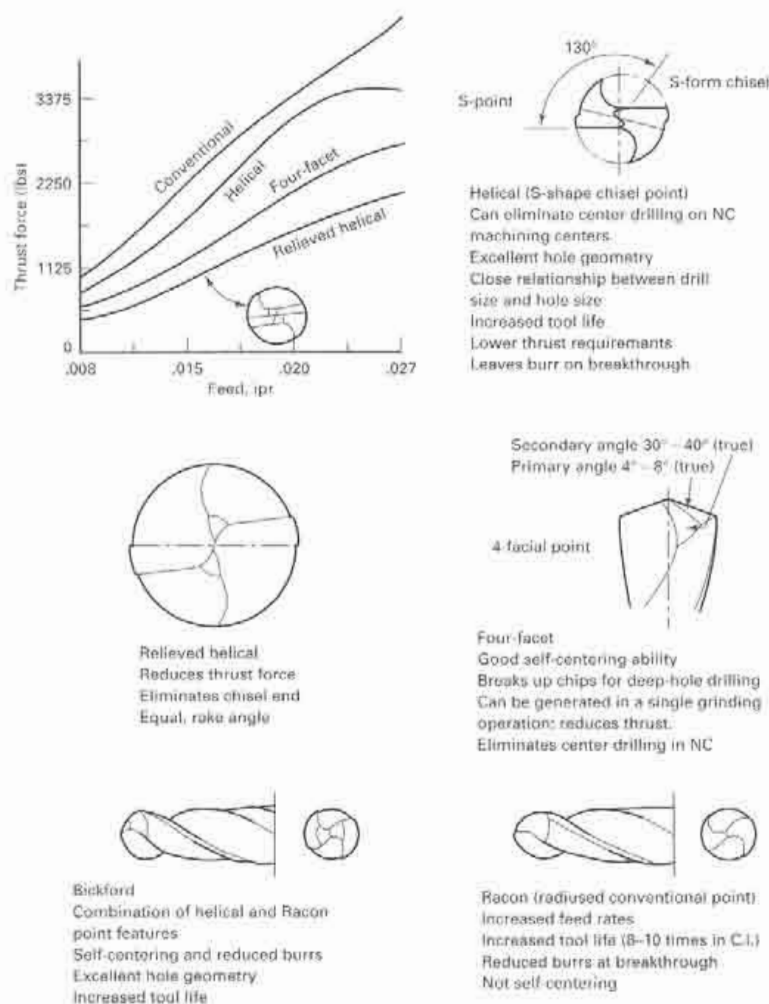 Thrust force (lbs)
3375
2250
1125
0
.008
.015
.020
.027
Feed, ipr
Conventional
Helical
Four-facet
Relieved helical
130°
S-form chisel
S-point
Helical (S-shape chisel point)
Can eliminate center drilling on NC
machining centers
Excellent hole geometry
Close relationship between drill
size and hole size
Increased tool life
Lower thrust requirements
Leaves burr on breakthrough
Relieved helical
Reduces thrust force
Eliminates chisel end
Equal, rake angle
Secondary angle 30° – 40° (true)
Primary angle 4° – 8° (true)
4 facial point
Four-facet
Good self-centering ability
Breaks up chips for deep-hole drilling
Can be generated in a single grinding
operation: reduces thrust.
Eliminates center drilling in NC
Bickford
Combination of helical and Racon
point features
Self-centering and reduced burrs
Excellent hole geometry
Increased tool life
Racon (radiused conventional point)
Increased feed rates
Increased tool life (8–10 times in C.I.)
Reduced burrs at breakthrough
Not self-centering